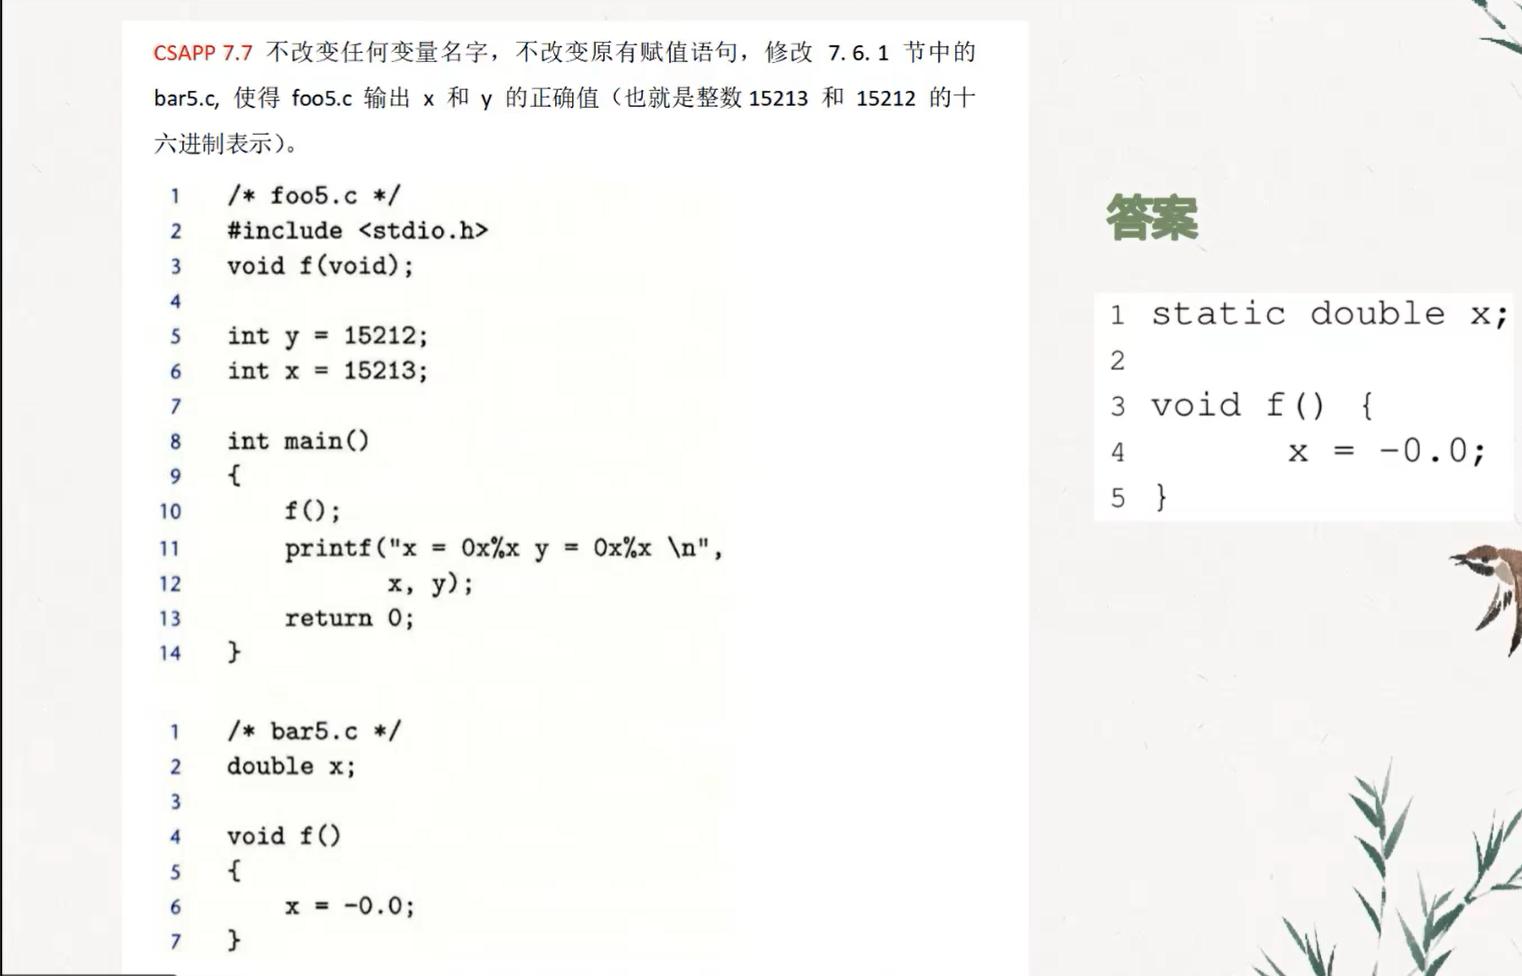 CSAPP 7.7 不改变任何变量名字，不改变原有赋值语句，修改 7.6.1 节中的
bar5.c, 使得 foo5.c 输出 x 和 y 的正确值（也就是整数 15213 和 15212 的十
六进制表示）。
1 /* foo5.c */
2 #include <stdio.h>
3 void f(void);
4
5 int y = 15212;
6 int x = 15213;
7
8 int main()
9 {
10 f();
11 printf("x = 0x%x y = 0x%x \n",
12 x, y);
13 return 0;
14 }
1 /* bar5.c */
2 double x;
3
4 void f()
5 {
6 x = -0.0;
7 }
答案
1 static double x;
2
3 void f() {
4 x = -0.0;
5 }